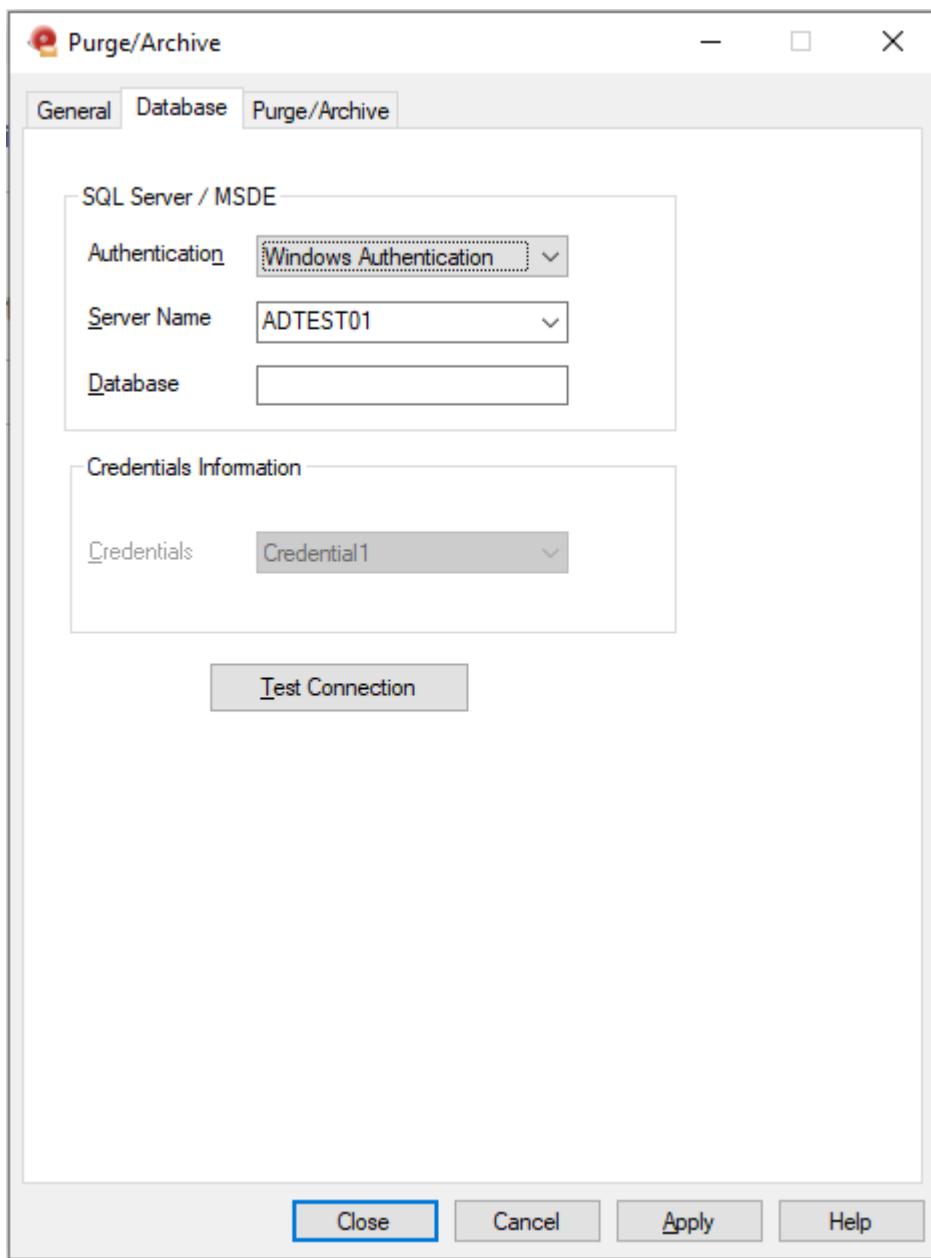 Purge/Archive
General Database Purge/Archive
SQL Server / MSDE
Authentication Windows Authentication
Server Name ADTEST01
Database
Credentials Information
Credentials Credential1
Test Connection
Close Cancel Apply Help